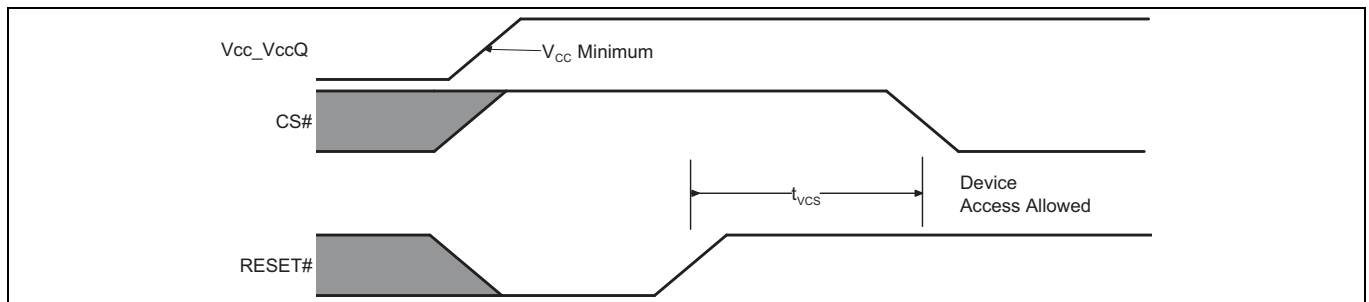 Vcc_VccQ
VCC Minimum
CS#
tVCS
Device
Access Allowed
RESET#